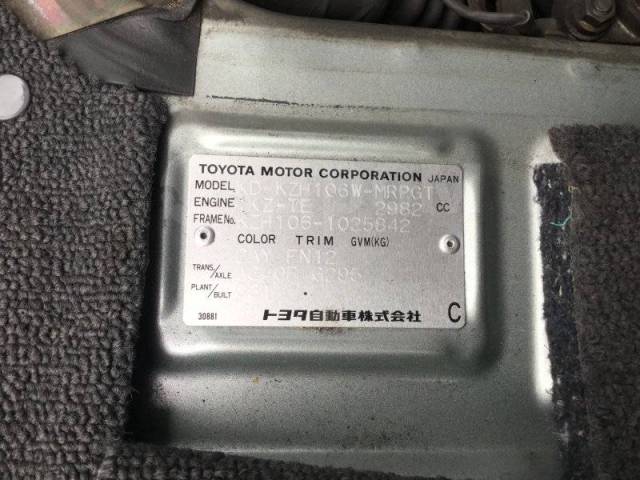 TOYOTA MOTOR CORPORATION JAPAN
MODEL KD-KZH106W-MRPGT
ENGINE 1KZ-TE 2982 CC
FRAME No. KZH106-1025642
COLOR TRIM GVM(KG)
FN12
TRANS./AXLE
PLANT/BUILT
30881 トヨタ自動車株式会社 C